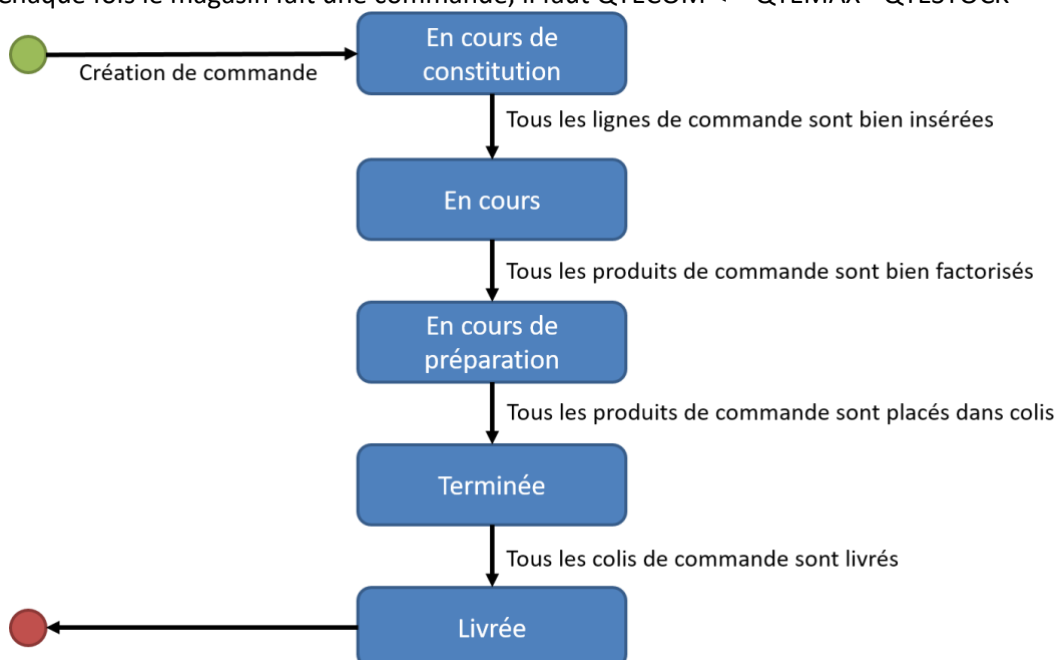 chaque fois le magasin fait une commande, il faut QTECOM <= QTEMAX - QTESTOCK
En cours de
constitution
Création de commande
Tous les lignes de commande sont bien insérées
En cours
Tous les produits de commande sont bien factorisés
En cours de
préparation
Tous les produits de commande sont placés dans colis
Terminée
Tous les colis de commande sont livrés
Livrée